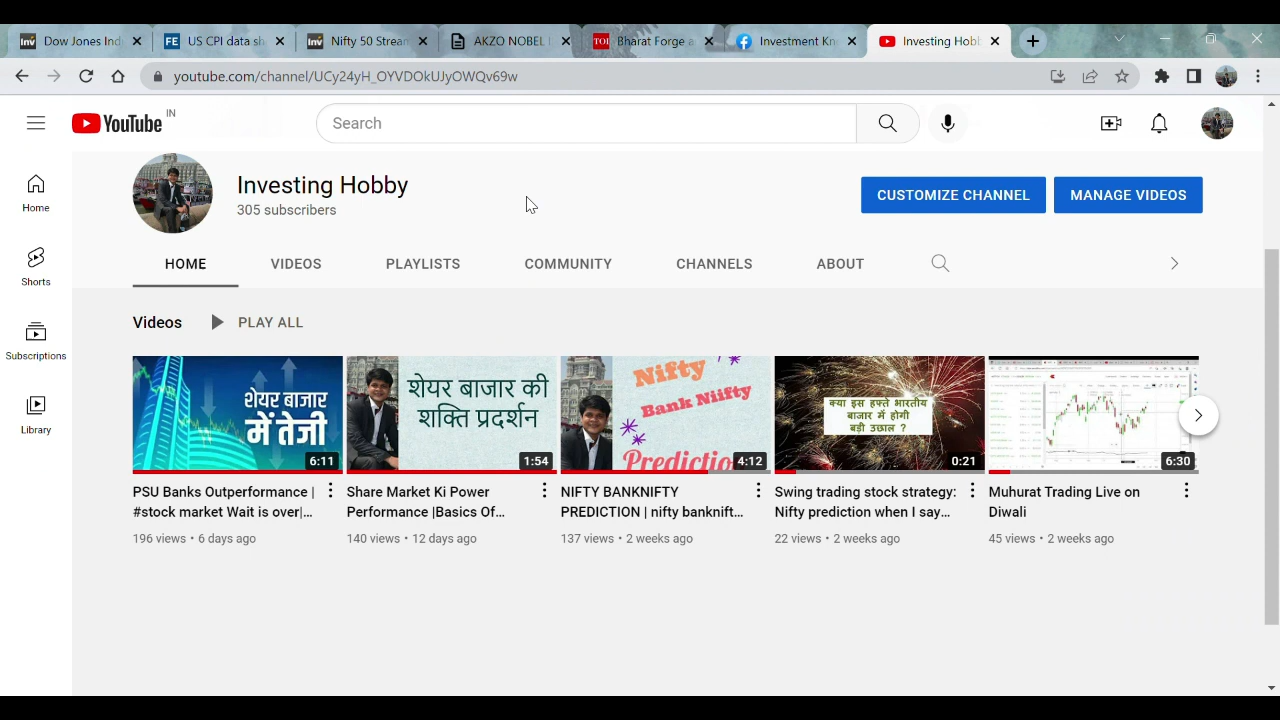 Dow Jones Ind
US CPI data sh
Nifty 50 Strean
AKZO NOBEL I
Bharat Forge a
Investment Kn
Investing Hobb
youtube.com/channel/UCy24yH_OYVDOkUJyOWQv69w
YouTube IN
Search
Home
Shorts
Subscriptions
Library
Investing Hobby
305 subscribers
CUSTOMIZE CHANNEL
MANAGE VIDEOS
HOME VIDEOS PLAYLISTS COMMUNITY CHANNELS ABOUT
Videos PLAY ALL
शेयर बाजार
में तेजी
6:11
शेयर बाजार की
शक्ति प्रदर्शन
1:54
Nifty
Bank Niifty
Prediction
4:12
क्या इस हफ्ते भारतीय
बाजार में होगी
बड़ी उछाल ?
0:21
6:30
PSU Banks Outperformance |
#stock market Wait is over|...
196 views • 6 days ago
Share Market Ki Power
Performance |Basics Of...
140 views • 12 days ago
NIFTY BANKNIFTY
PREDICTION | nifty banknift...
137 views • 2 weeks ago
Swing trading stock strategy:
Nifty prediction when I say...
22 views • 2 weeks ago
Muhurat Trading Live on
Diwali
45 views • 2 weeks ago